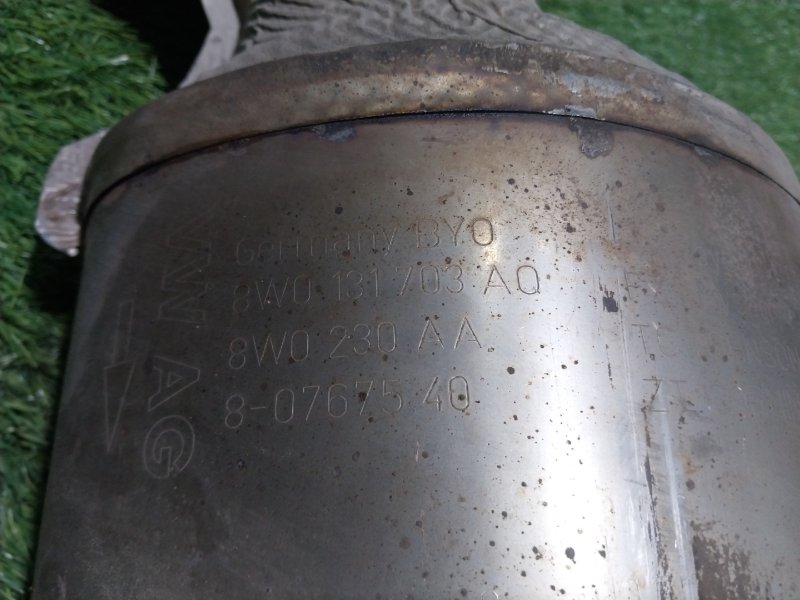 Germany BYO
8W0 131 703 AQ
8W0 230 AA
8-07675 40
VW AG